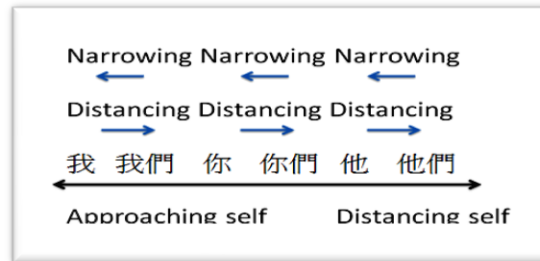 Narrowing Narrowing Narrowing
Distancing Distancing Distancing
我 我們 你 你們 他 他們
Approaching self Distancing self